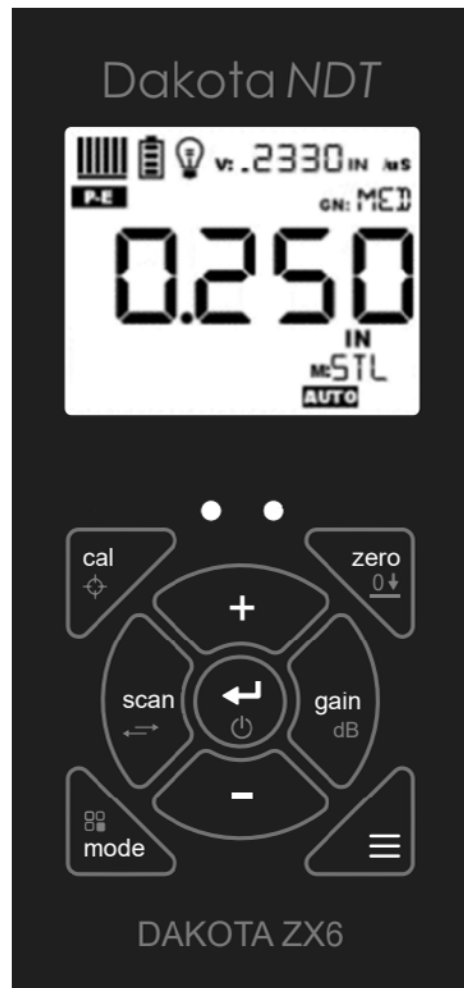 Dakota NDT
V: .2330 IN /uS
P-E
GN: MED
0.250
IN
M:STL
AUTO
cal
zero
0
+
scan
gain
dB
-
mode
DAKOTA ZX6